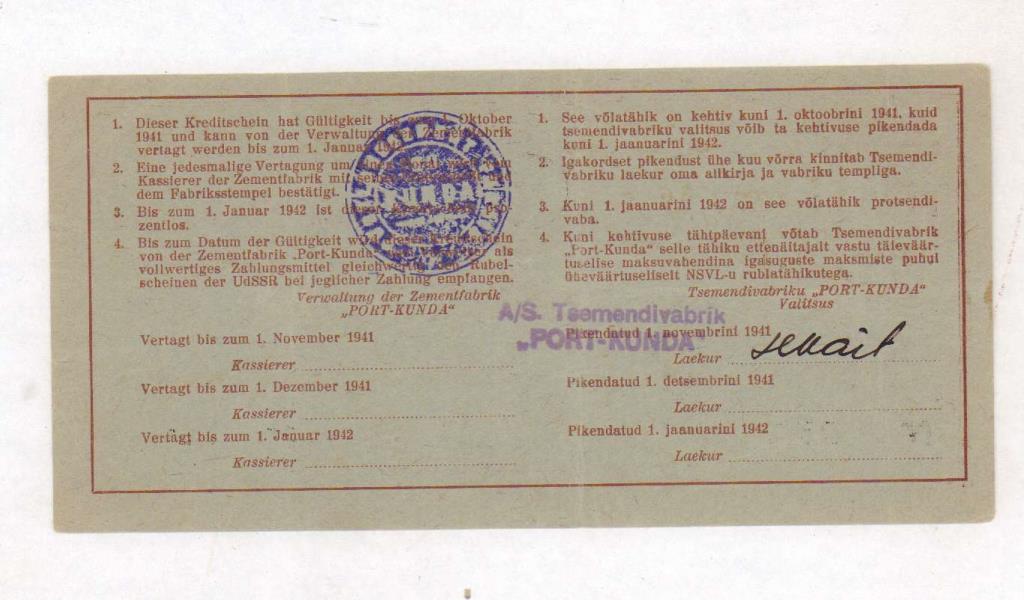 1. Dieser Kreditschein hat Gültigkeit bis Oktober
1941 und kann von der Verwaltung der Zementfabrik
vertagt werden bis zum 1. Januar 1942.
2. Eine jedesmalige Vertagung um
Kassierer der Zementfabrik mit
dem Fabriksstempel bestätigt.
3. Bis zum 1. Januar 1942 ist dieser pro-
zentlos.
4. Bis zum Datum der Gültigkeit wird dieser Kreditschein
von der Zementfabrik „Port-Kunda“ als
vollwertiges Zahlungsmittel gleichwertig den Rubel-
scheinen der UdSSR bei jeglicher Zahlung empfangen.
Verwaltung der Zementfabrik
„PORT-KUNDA“
Vertagt bis zum 1. November 1941
Kassierer
Vertagt bis zum 1. Dezember 1941
Kassierer
Vertagt bis zum 1. Januar 1942
Kassierer
1. See võlatähik on kehtiv kuni 1. oktoobrini 1941, kuid
tsemendivabriku valitsus võib ta kehtivuse pikendada
kuni 1. jaanuarini 1942.
2. Igakordset pikendust ühe kuu võrra kinnitab Tsemendi-
vabriku laekur oma allkirja ja vabriku templiga.
3. Kuni 1. jaanuarini 1942 on see võlatähik protsendi-
vaba.
4. Kuni kehtivuse tähtpäevani võtab Tsemendivabrik
„Port-Kunda“ selle tähiku ettenäitajalt vastu täieväär-
tuselise maksuvahendina igasuguste maksmiste puhul
üheväärtuseliselt NSVL-u rublatähikutega.
Tsemendivabriku „PORT-KUNDA“
Valitsus
A/S. Tsemendivabrik
„PORT-KUNDA“
Pikendatud 1. novembrini 1941
Laekur
Pikendatud 1. detsembrini 1941
Laekur
Pikendatud 1. jaanuarini 1942
Laekur